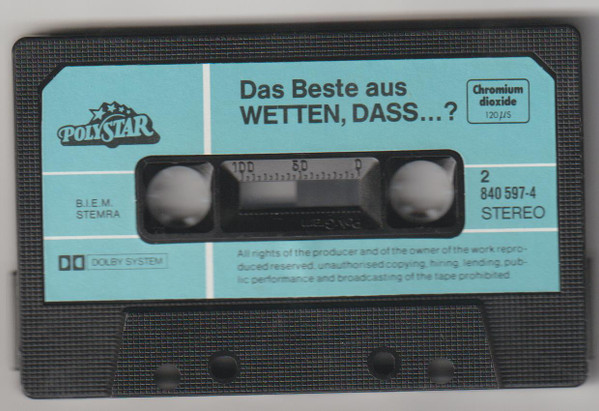 Das Beste aus
WETTEN, DASS...?
Chromium
dioxide
120 µS
POLYSTAR
100 50 0
2
840 597-4
STEREO
B.I.E.M.
STEMRA
DOLBY SYSTEM
All rights of the producer and of the owner of the work repro-
duced reserved, unauthorised copying, hiring, lending, pub-
lic performance and broadcasting of the tape prohibited